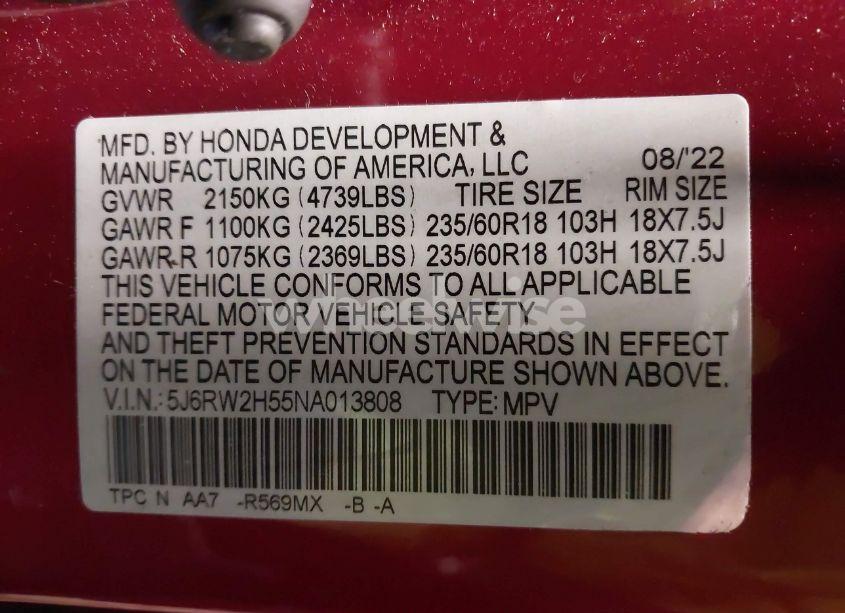 MFD. BY HONDA DEVELOPMENT &
MANUFACTURING OF AMERICA, LLC 08/'22
GVWR 2150KG (4739LBS) TIRE SIZE RIM SIZE
GAWR F 1100KG (2425LBS) 235/60R18 103H 18X7.5J
GAWR R 1075KG (2369LBS) 235/60R18 103H 18X7.5J
THIS VEHICLE CONFORMS TO ALL APPLICABLE
FEDERAL MOTOR VEHICLE SAFETY
AND THEFT PREVENTION STANDARDS IN EFFECT
ON THE DATE OF MANUFACTURE SHOWN ABOVE.
V.I.N.: 5J6RW2H55NA013808 TYPE: MPV
TPC N AA7 -R569MX -B -A